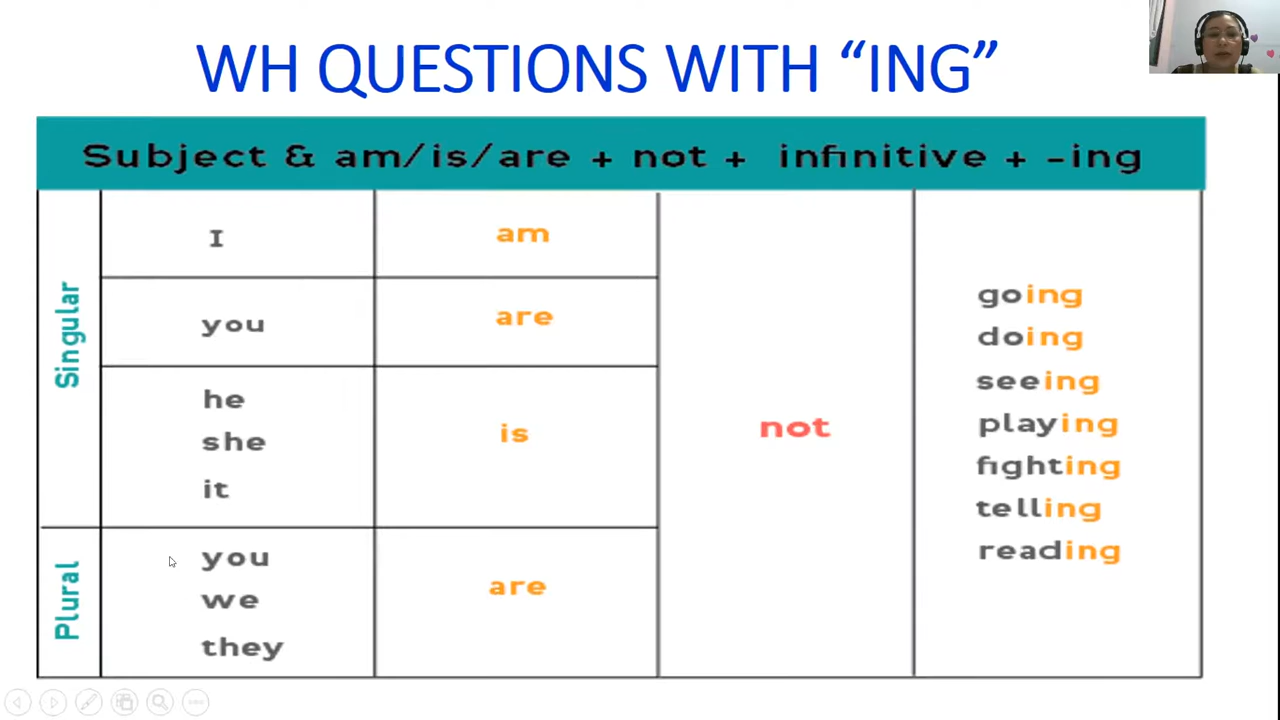 WH QUESTIONS WITH “ING”
Subject & am/is/are + not + infinitive + -ing
Singular
I
am
you
are
he
she
it
is
not
going
doing
seeing
playing
fighting
telling
reading
Plural
you
we
they
are